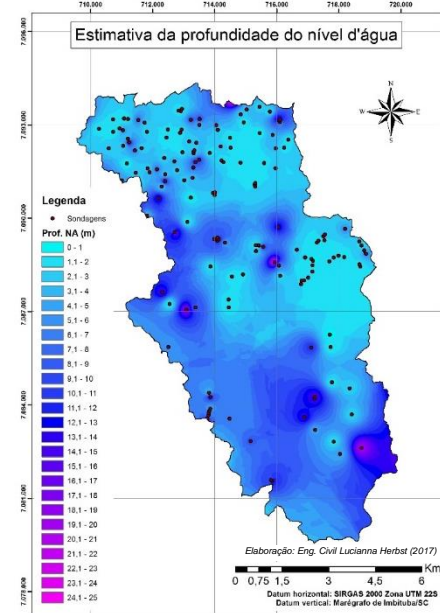 Estimativa da profundidade do nível d'água
710.000 712.000 714.000 716.000 718.000 720.000
7.096.000
7.093.000
7.090.000
7.087.000
7.084.000
7.081.000
7.078.000
N
W E
S
Legenda
Sondagens
Prof. NA (m)
0 - 1
1,1 - 2
2,1 - 3
3,1 - 4
4,1 - 5
5,1 - 6
6,1 - 7
7,1 - 8
8,1 - 9
9,1 - 10
10,1 - 11
11,1 - 12
12,1 - 13
13,1 - 14
14,1 - 15
15,1 - 16
16,1 - 17
17,1 - 18
18,1 - 19
19,1 - 20
20,1 - 21
21,1 - 22
22,1 - 23
23,1 - 24
24,1 - 25
Elaboração: Eng. Civil Lucianna Herbst (2017)
Km
0 0,75 1,5 3 4,5 6
Datum horizontal: SIRGAS 2000 Zona UTM 22S
Datum vertical: Marégrafo de Imbituba/SC